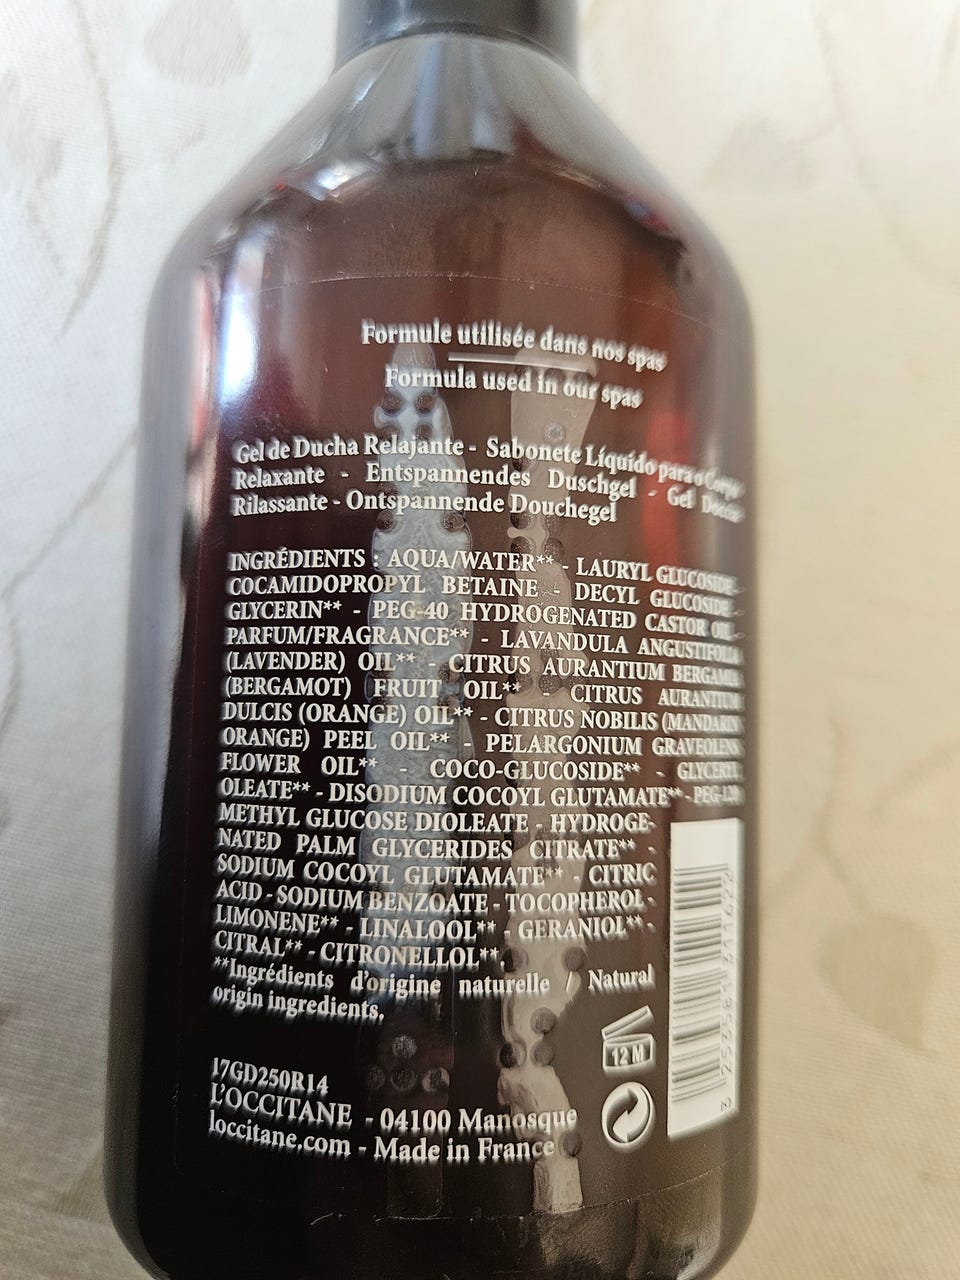 Formule utilisée dans nos spas
Formula used in our spas
Gel de Ducha Relajante - Sabonete Líquido para o Corpo
Relaxante - Entspannendes Duschgel - Gel Doccia
Rilassante - Ontspannende Douchegel
INGRÉDIENTS : AQUA/WATER** - LAURYL GLUCOSIDE -
COCAMIDOPROPYL BETAINE - DECYL GLUCOSIDE -
GLYCERIN** - PEG-40 HYDROGENATED CASTOR OIL -
PARFUM/FRAGRANCE** - LAVANDULA ANGUSTIFOLIA
(LAVENDER) OIL** - CITRUS AURANTIUM BERGAMIA
(BERGAMOT) FRUIT OIL** CITRUS AURANTIUM
DULCIS (ORANGE) OIL** - CITRUS NOBILIS (MANDARIN
ORANGE) PEEL OIL** - PELARGONIUM GRAVEOLENS
FLOWER OIL** - COCO-GLUCOSIDE** - GLYCERYL
OLEATE** - DISODIUM COCOYL GLUTAMATE** - PEG-120
METHYL GLUCOSE DIOLEATE - HYDROGE-
NATED PALM GLYCERIDES CITRATE** -
SODIUM COCOYL GLUTAMATE** - CITRIC
ACID - SODIUM BENZOATE - TOCOPHEROL -
LIMONENE** - LINALOOL** - GERANIOL** -
CITRAL** - CITRONELLOL**.
**Ingrédients d'origine naturelle / Natural
origin ingredients.
12 M
17GD250R14
L'OCCITANE - 04100 Manosque
loccitane.com - Made in France